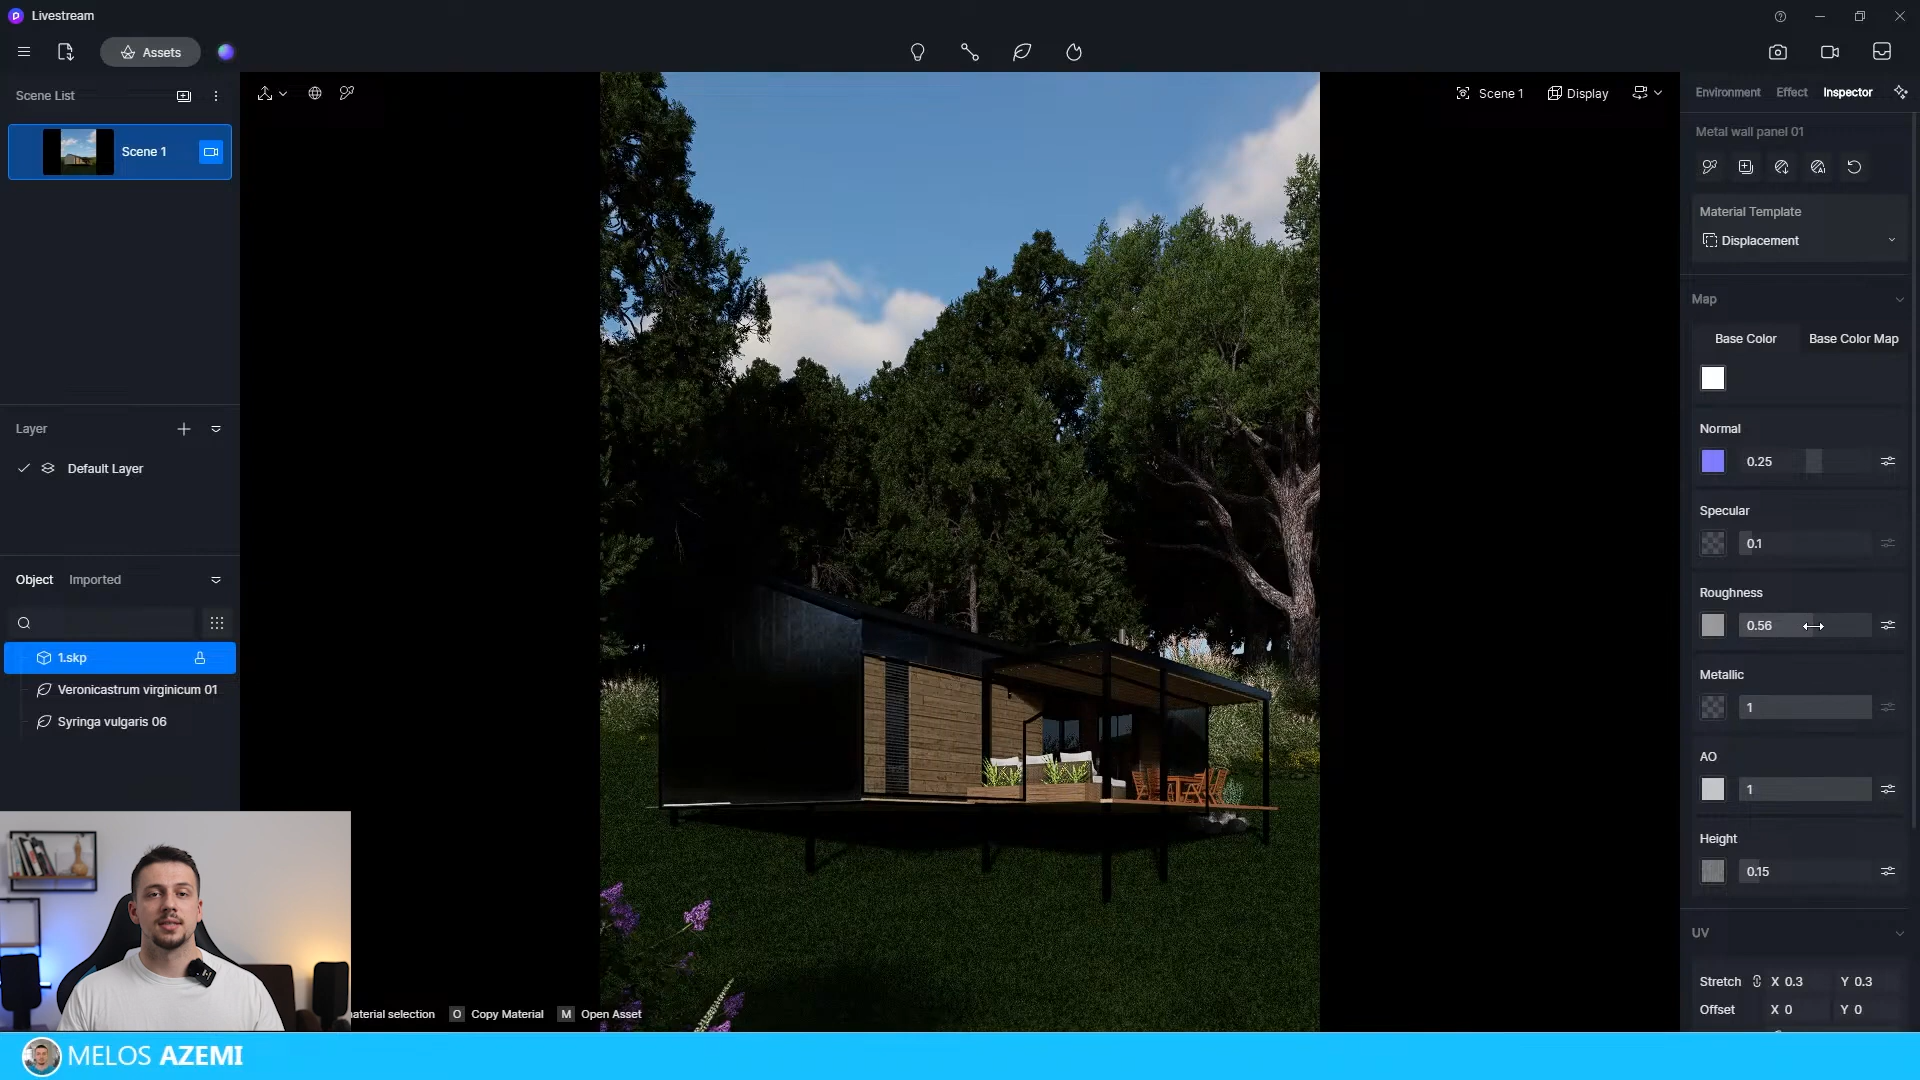 Livestream
Assets
Scene List
Scene 1
Layer
Default Layer
Object Imported
1.skp
Veronicastrum virginicum 01
Syringa vulgaris 06
Scene 1 Display
Environment Effect Inspector
Metal wall panel 01
Material Template
Displacement
Map
Base Color Base Color Map
Normal
0.25
Specular
0.1
Roughness
0.56
Metallic
1
AO
1
Height
0.15
UV
Stretch X 0.3 Y 0.3
Offset X 0 Y 0
material selection O Copy Material M Open Asset
MELOS AZEMI